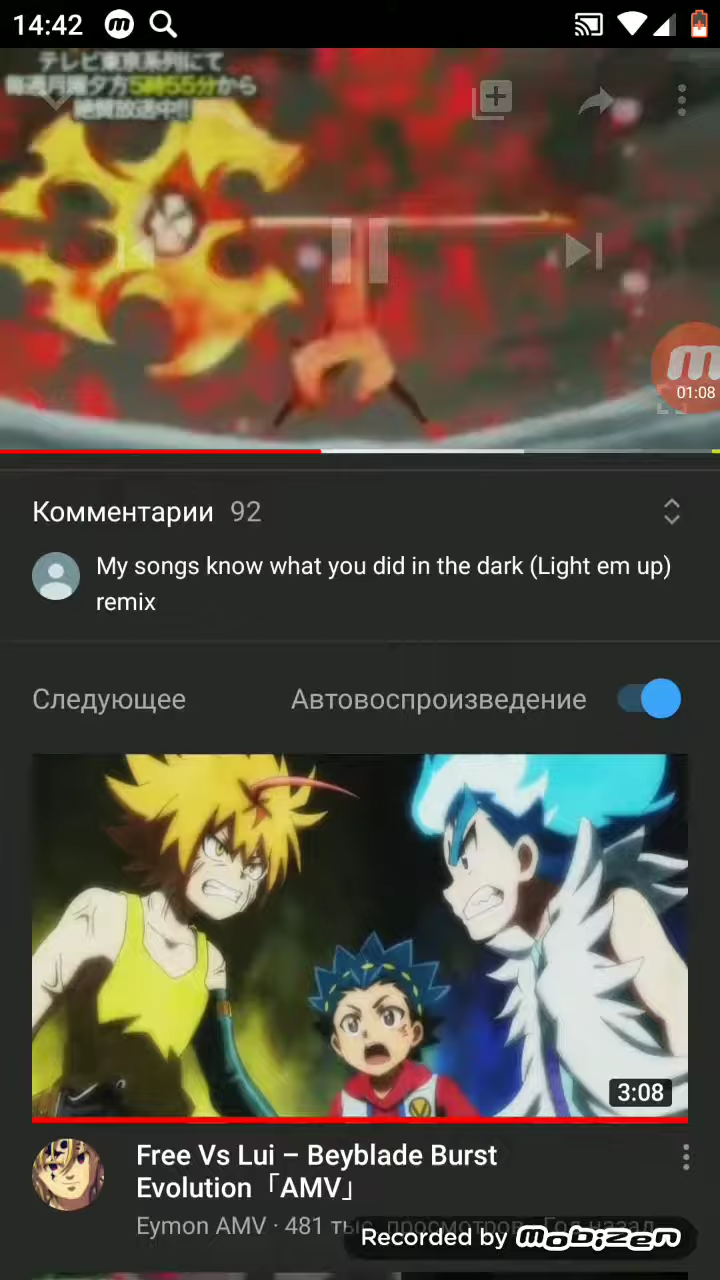 14:42
テレビ東京系列にて
毎週月曜夕方5時55分から
絶賛放送中!!
01:08
Комментарии 92
My songs know what you did in the dark (Light em up)
remix
Следующее Автовоспроизведение
3:08
Free Vs Lui – Beyblade Burst
Evolution「AMV」
Eymon AMV · 481 тыс. просмотров · Год назад
Recorded by mobizen